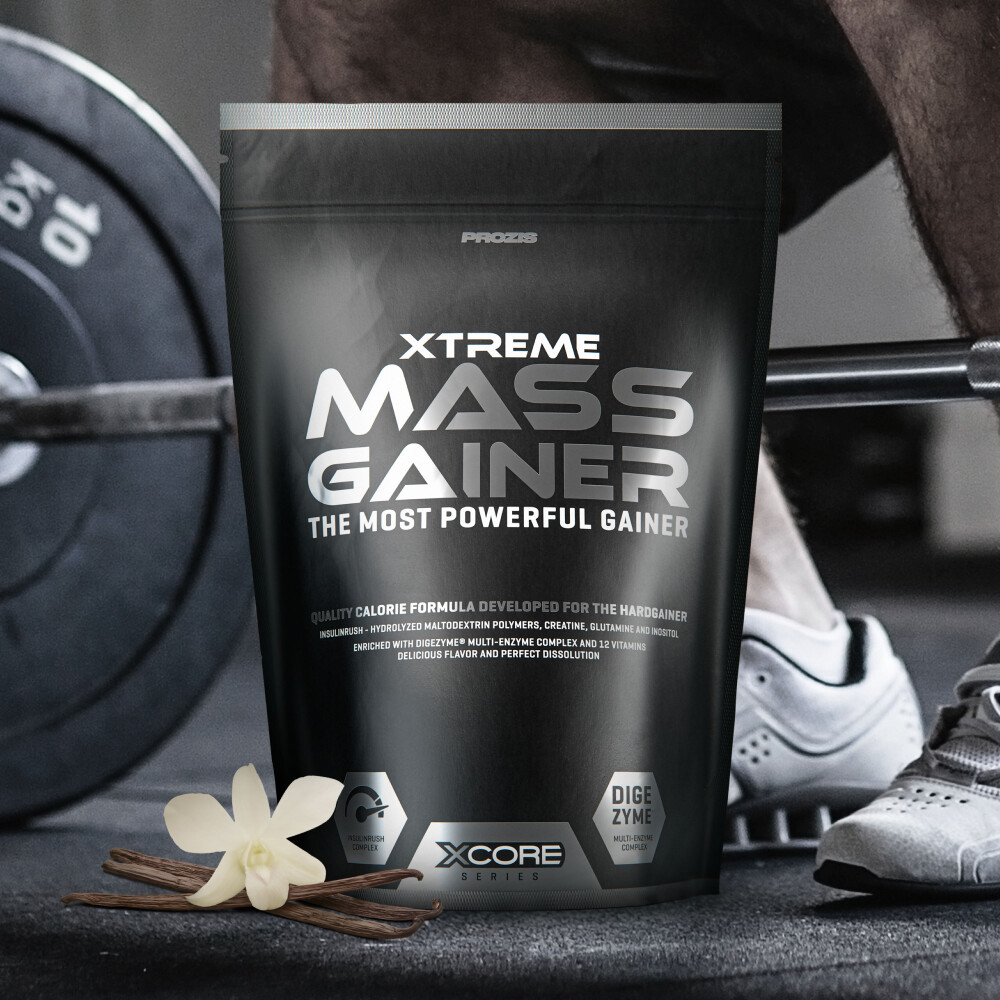 10
KG
PROZIS
XTREME
MASS
GAINER
THE MOST POWERFUL GAINER
QUALITY CALORIE FORMULA DEVELOPED FOR THE HARDGAINER
INSULINRUSH - HYDROLYZED MALTODEXTRIN POLYMERS, CREATINE, GLUTAMINE AND INOSITOL
ENRICHED WITH DIGEZYME® MULTI-ENZYME COMPLEX AND 12 VITAMINS
DELICIOUS FLAVOR AND PERFECT DISSOLUTION
INSULINRUSH
COMPLEX
DIGE
ZYME
MULTI-ENZYME
COMPLEX
XCORE
SERIES